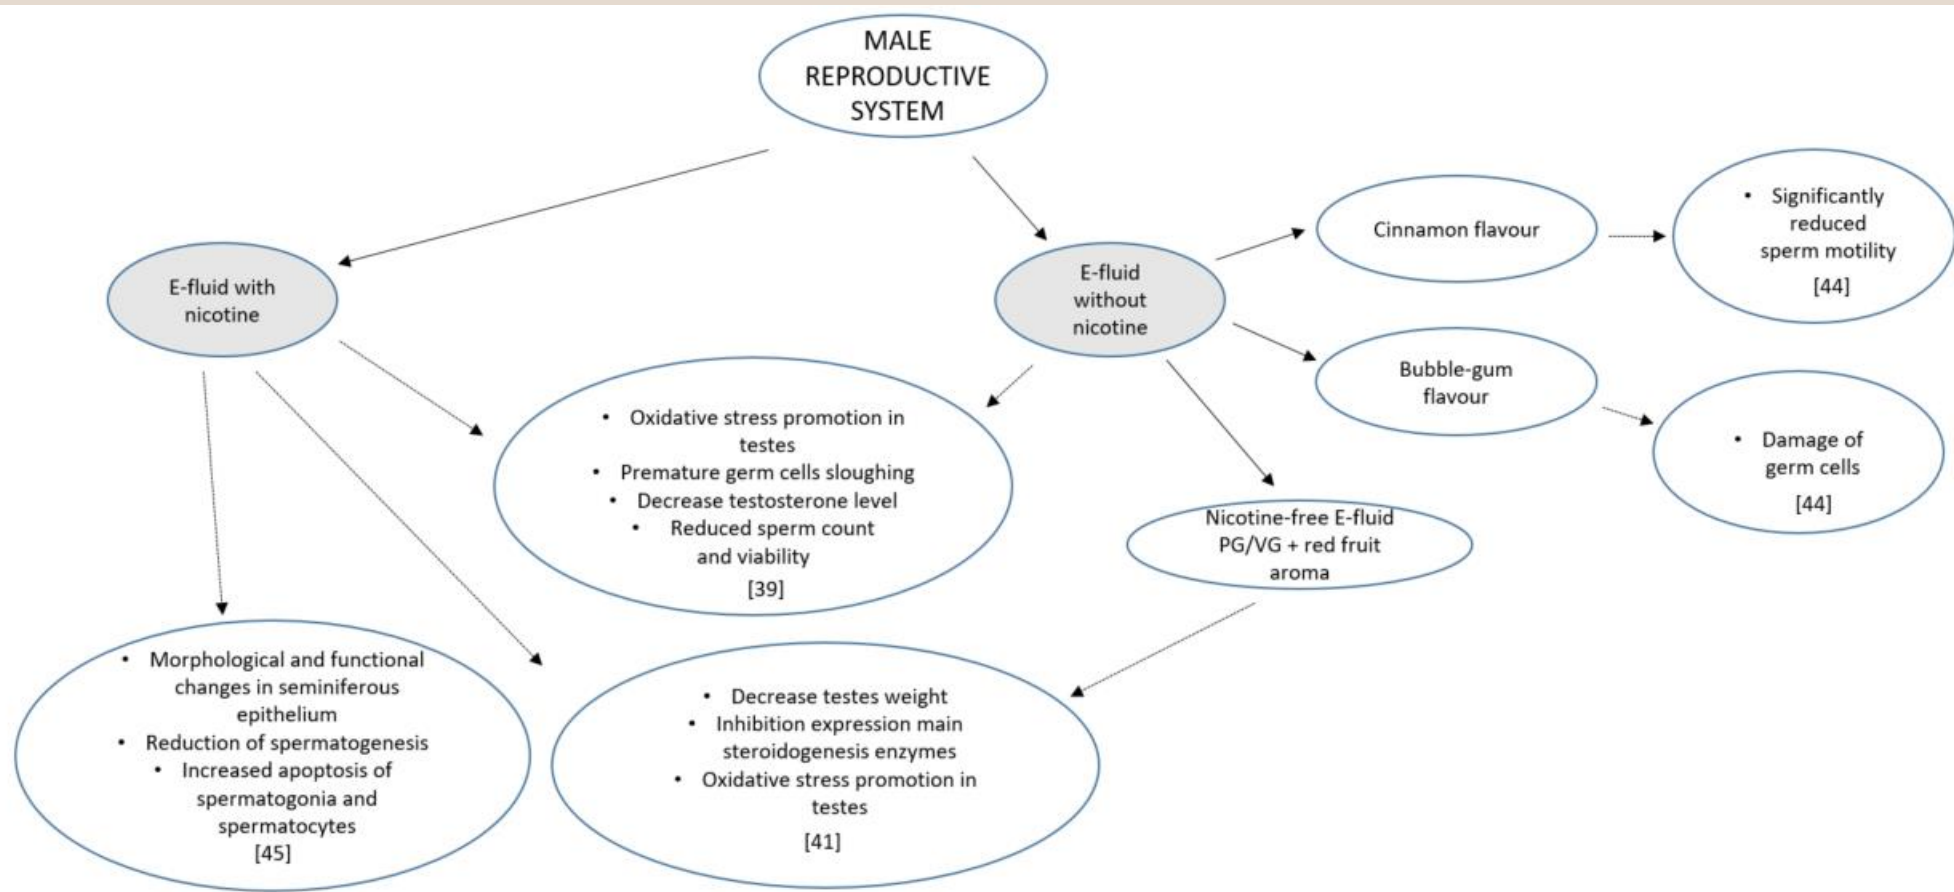 MALE
REPRODUCTIVE
SYSTEM
E-fluid with
nicotine
E-fluid
without
nicotine
Cinnamon flavour
• Significantly
reduced
sperm motility
[44]
Bubble-gum
flavour
• Damage of
germ cells
[44]
• Oxidative stress promotion in
testes
• Premature germ cells sloughing
• Decrease testosterone level
• Reduced sperm count
and viability
[39]
Nicotine-free E-fluid
PG/VG + red fruit
aroma
• Morphological and functional
changes in seminiferous
epithelium
• Reduction of spermatogenesis
• Increased apoptosis of
spermatogonia and
spermatocytes
[45]
• Decrease testes weight
• Inhibition expression main
steroidogenesis enzymes
• Oxidative stress promotion in
testes
[41]